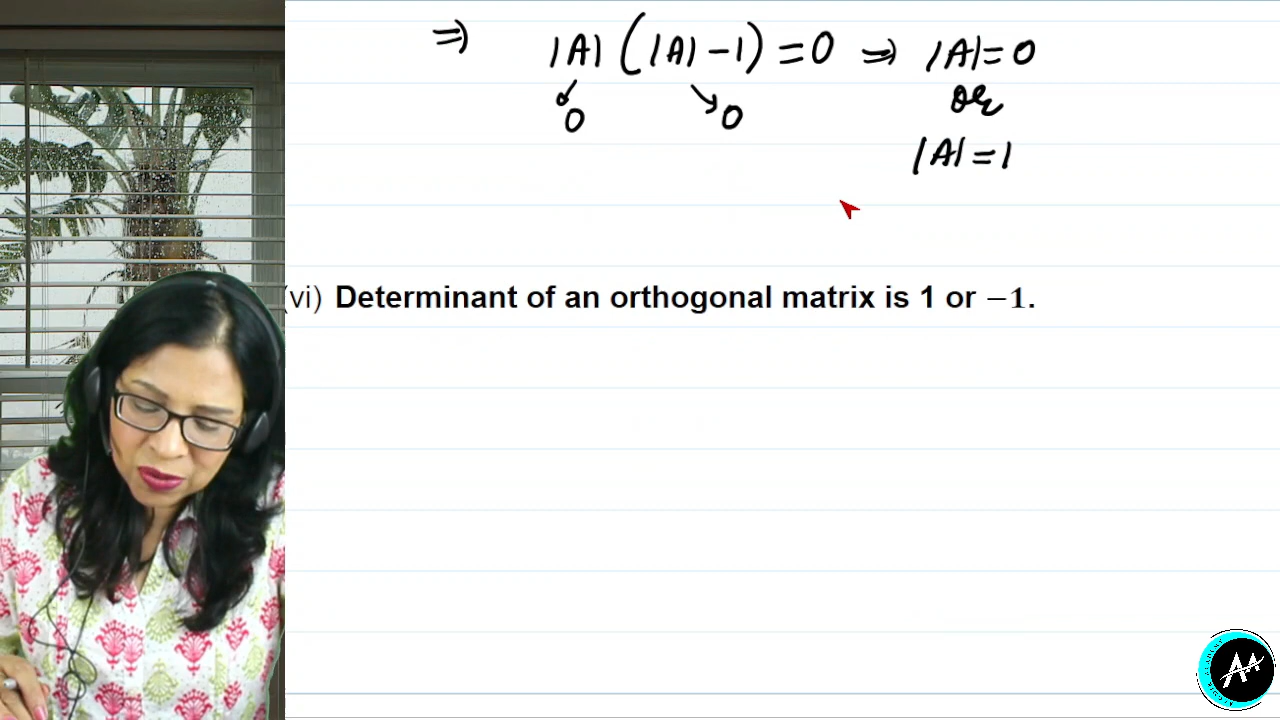 ⇒ |A| (|A| − 1) = 0 ⇒ |A| = 0
0 0 or
|A| = 1
(vi) Determinant of an orthogonal matrix is 1 or −1.
A+